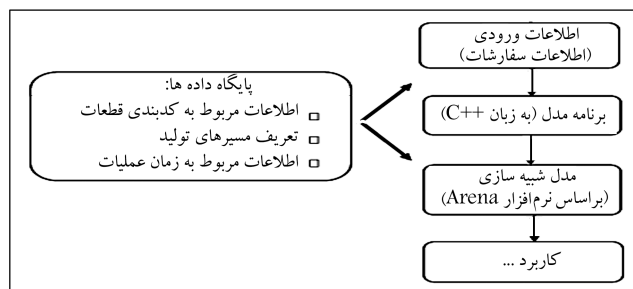 اطلاعات ورودی
(اطلاعات سفارشات)
پایگاه داده ها:
اطلاعات مربوط به کدبندی قطعات
تعریف مسیرهای تولید
اطلاعات مربوط به زمان عملیات
برنامه مدل (به زبان C++)
مدل شبیه سازی
(براساس نرم‌افزار Arena)
کاربرد ...